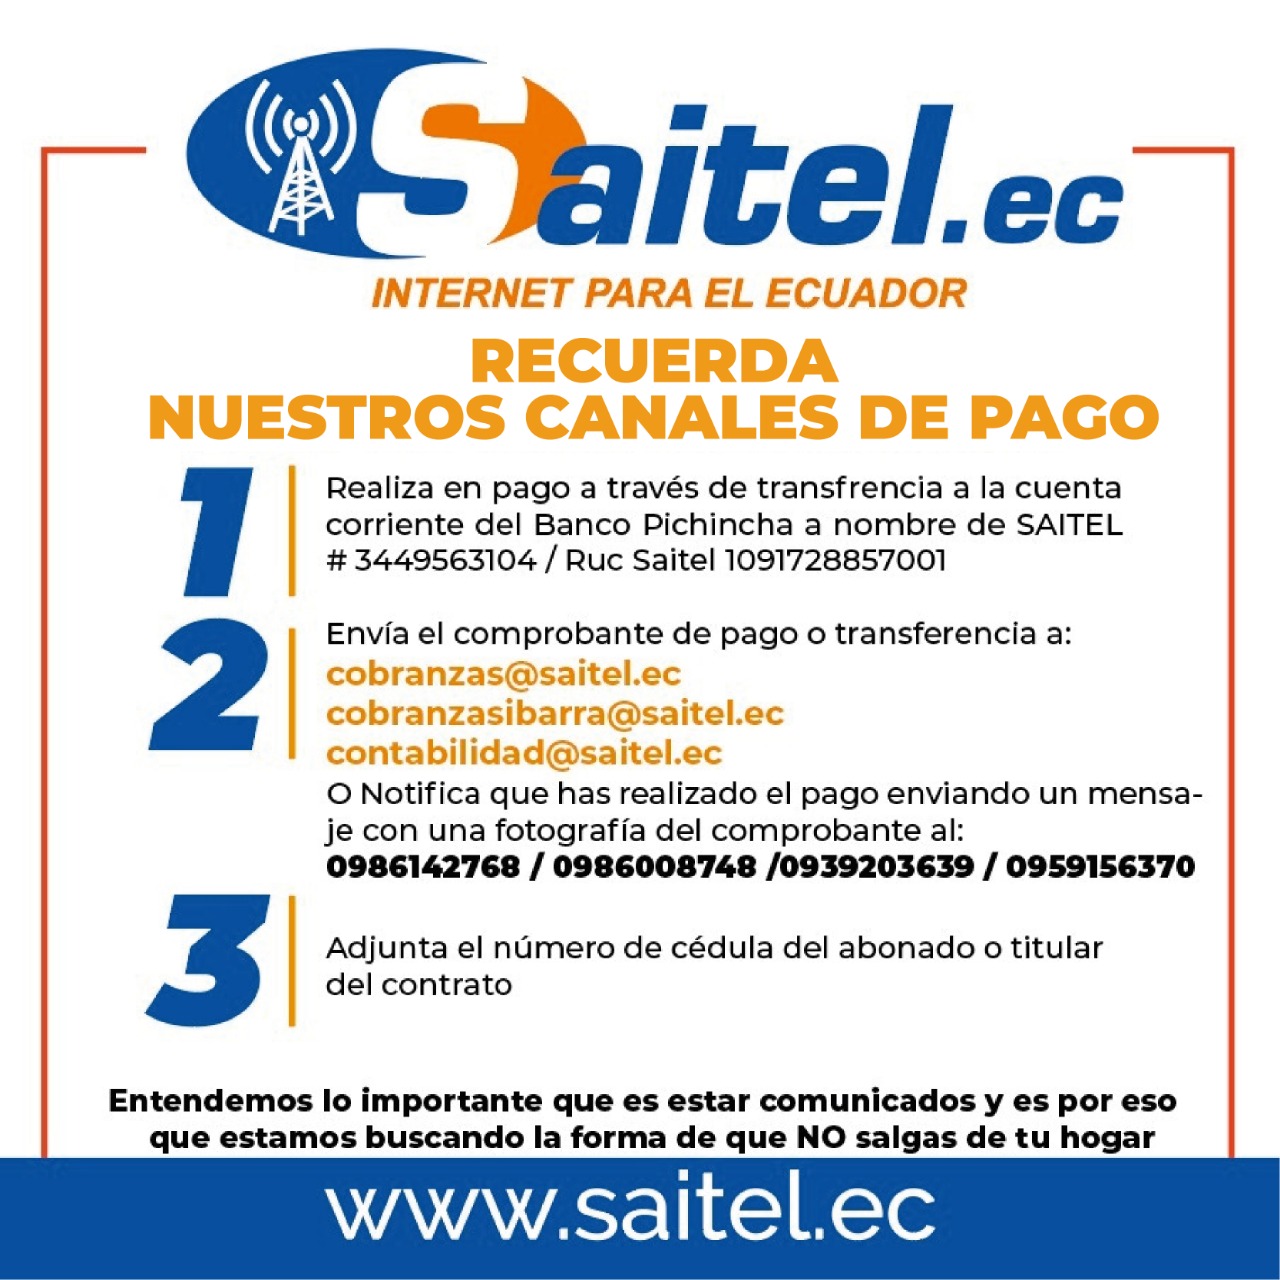 Saitel.ec
INTERNET PARA EL ECUADOR
RECUERDA
NUESTROS CANALES DE PAGO
1
Realiza en pago a través de transfrencia a la cuenta
corriente del Banco Pichincha a nombre de SAITEL
# 3449563104 / Ruc Saitel 1091728857001
2
Envía el comprobante de pago o transferencia a:
cobranzas@saitel.ec
cobranzasibarra@saitel.ec
contabilidad@saitel.ec
O Notifica que has realizado el pago enviando un mensa-
je con una fotografía del comprobante al:
0986142768 / 0986008748 /0939203639 / 0959156370
3
Adjunta el número de cédula del abonado o titular
del contrato
Entendemos lo importante que es estar comunicados y es por eso
que estamos buscando la forma de que NO salgas de tu hogar
www.saitel.ec